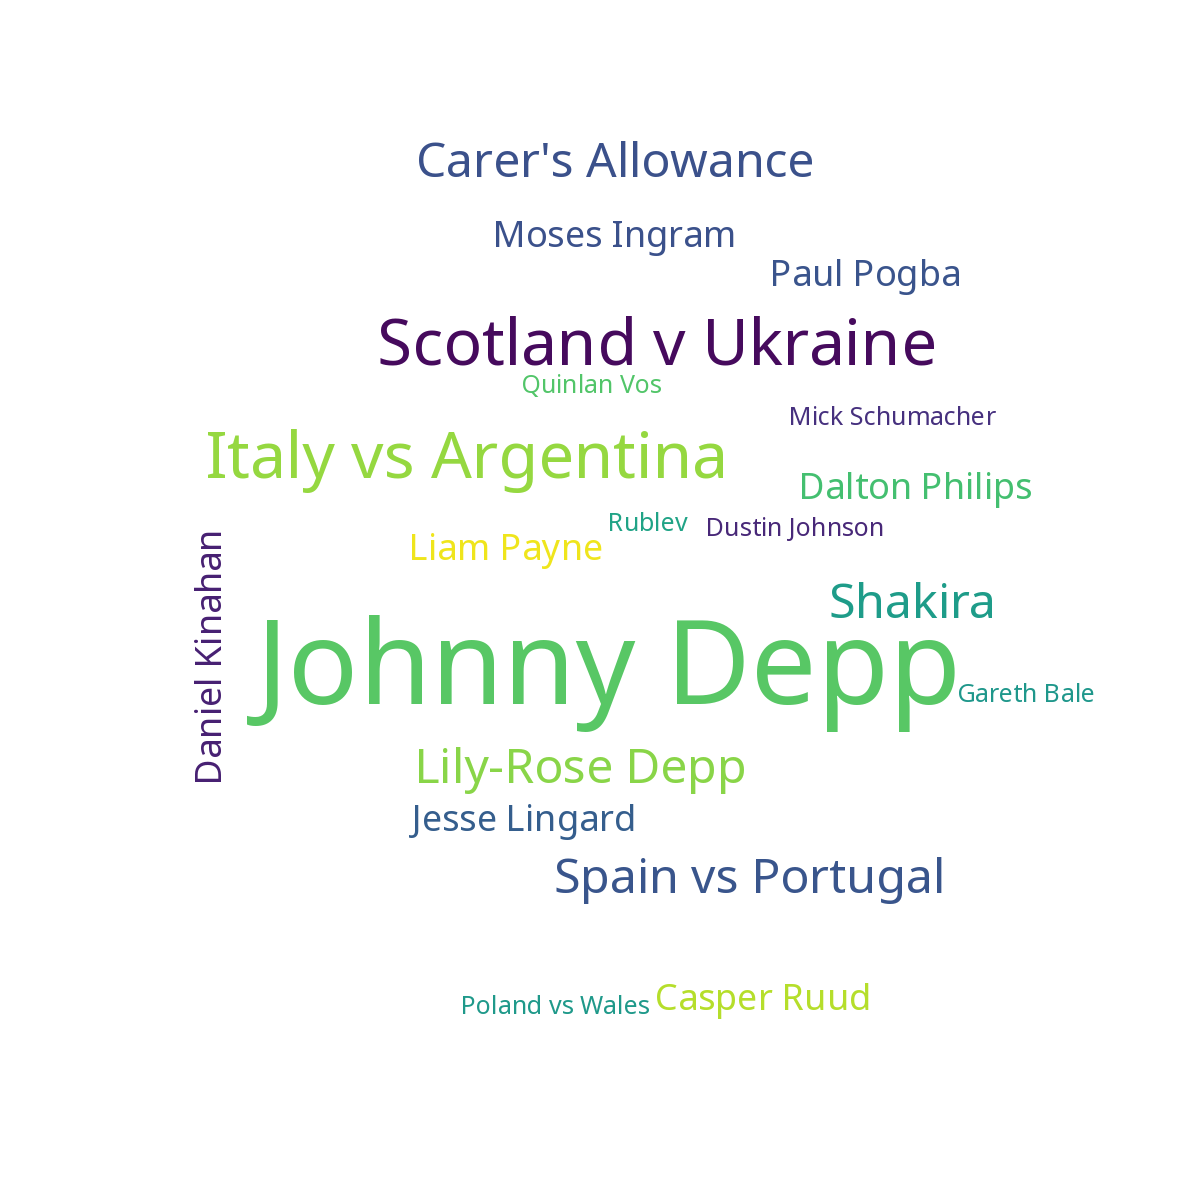 Carer's Allowance
Moses Ingram
Paul Pogba
Scotland v Ukraine
Quinlan Vos
Mick Schumacher
Italy vs Argentina
Dalton Philips
Rublev
Dustin Johnson
Liam Payne
Daniel Kinahan
Shakira
Johnny Depp
Gareth Bale
Lily-Rose Depp
Jesse Lingard
Spain vs Portugal
Casper Ruud
Poland vs Wales